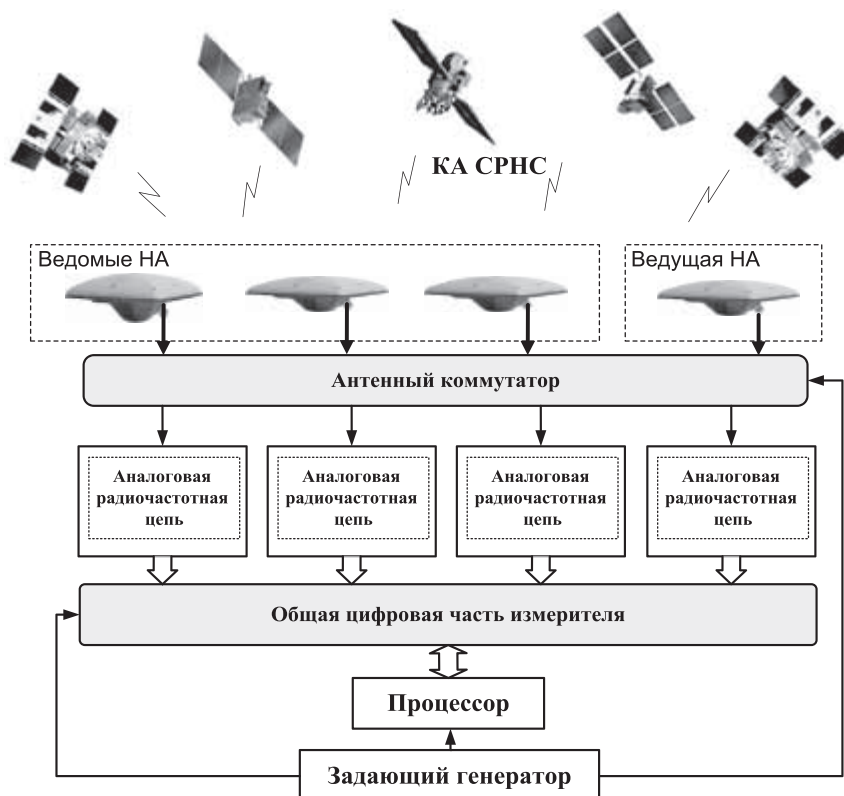 КА СРНС
Ведомые НА
Ведущая НА
Антенный коммутатор
Аналоговая
радиочастотная
цепь
Аналоговая
радиочастотная
цепь
Аналоговая
радиочастотная
цепь
Аналоговая
радиочастотная
цепь
Общая цифровая часть измерителя
Процессор
Задающий генератор